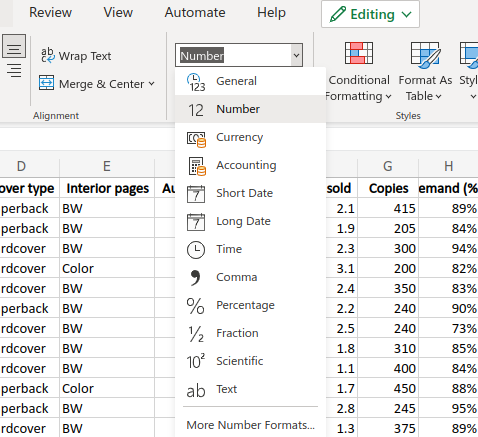 Review View Automate Help Editing
Wrap Text
Merge & Center
Alignment
Number
Conditional Formatting
Format As Table
Styles
123 General
12 Number
Currency
Accounting
7 Short Date
7 Long Date
Time
Comma
% Percentage
1/2 Fraction
10² Scientific
ab Text
More Number Formats...
D E G H
over type Interior pages Au sold Copies emand (%
perback BW 2.1 415 89%
perback BW 1.9 205 84%
rdcover BW 2.3 300 94%
rdcover Color 3.1 200 82%
rdcover BW 2.4 350 83%
perback BW 2.2 240 90%
rdcover BW 2.5 240 73%
rdcover BW 1.8 310 85%
rdcover BW 1.1 400 84%
perback Color 1.7 450 88%
perback BW 2.8 245 95%
rdcover BW 1.3 375 89%